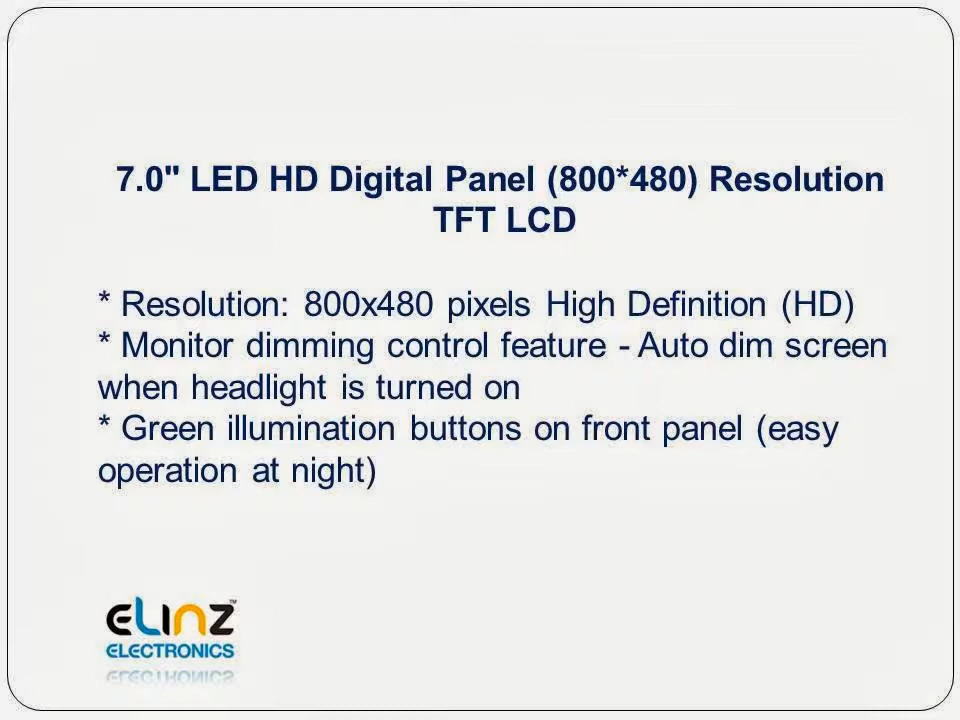 7.0" LED HD Digital Panel (800*480) Resolution
TFT LCD
* Resolution: 800x480 pixels High Definition (HD)
* Monitor dimming control feature - Auto dim screen
when headlight is turned on
* Green illumination buttons on front panel (easy
operation at night)
eLinz™
ELECTRONICS